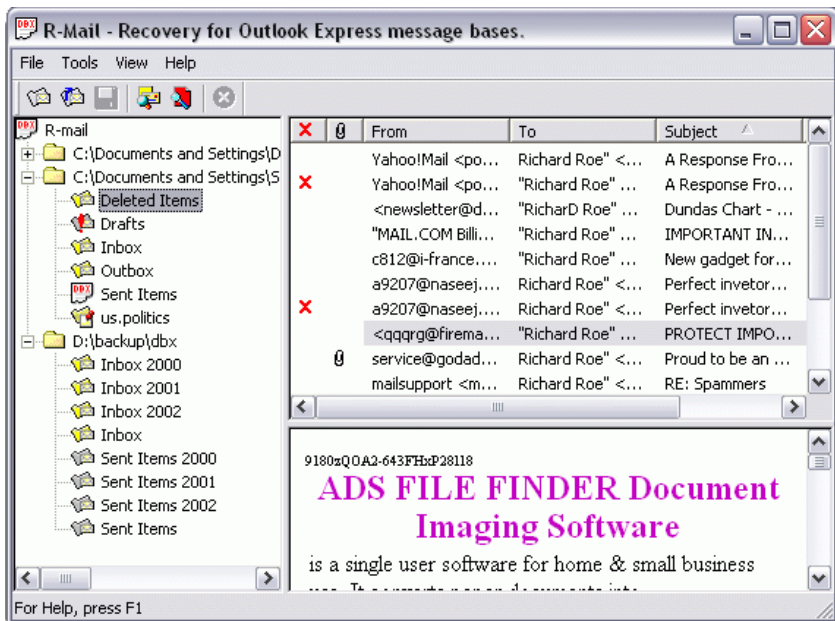 R-Mail - Recovery for Outlook Express message bases.
File Tools View Help
R-mail
C:\Documents and Settings\D
C:\Documents and Settings\S
Deleted Items
Drafts
Inbox
Outbox
Sent Items
us.politics
D:\backup\dbx
Inbox 2000
Inbox 2001
Inbox 2002
Inbox
Sent Items 2000
Sent Items 2001
Sent Items 2002
Sent Items
From To Subject
Yahoo!Mail <po... Richard Roe" <... A Response Fro...
Yahoo!Mail <po... "Richard Roe" ... A Response Fro...
<newsletter@d... "RicharD Roe" ... Dundas Chart - ...
"MAIL.COM Billi... "Richard Roe" ... IMPORTANT IN...
c812@i-france.... "Richard Roe" ... New gadget for...
a9207@naseej.... Richard Roe" <... Perfect invetor...
a9207@naseej.... Richard Roe" <... Perfect invetor...
<qqqrg@firema... "Richard Roe" ... PROTECT IMPO...
service@godad... Richard Roe" <... Proud to be an ...
mailsupport <m... Richard Roe" <... RE: Spammers
9180zQOA2-643FHxP28118
ADS FILE FINDER Document
Imaging Software
is a single user software for home & small business
For Help, press F1